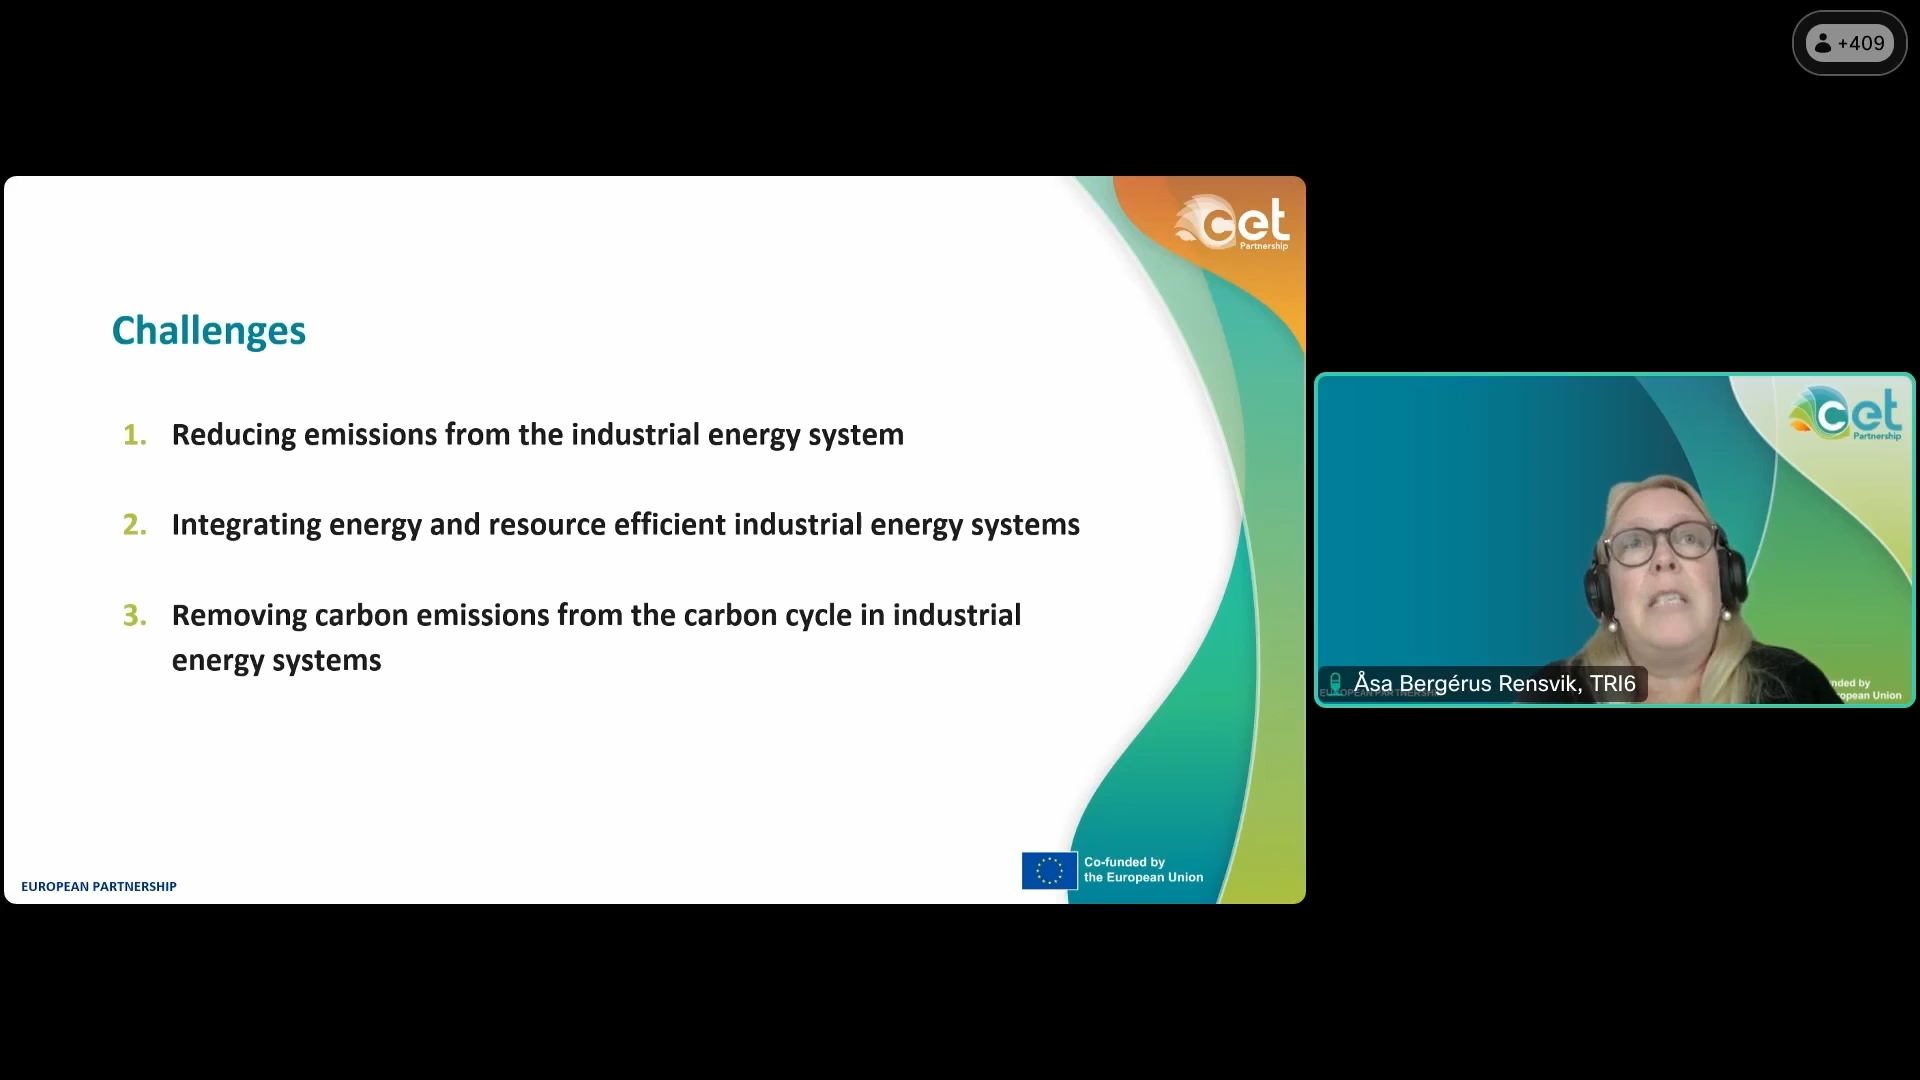 +409
cet
Partnership
Challenges
1. Reducing emissions from the industrial energy system
2. Integrating energy and resource efficient industrial energy systems
3. Removing carbon emissions from the carbon cycle in industrial
energy systems
EUROPEAN PARTNERSHIP
Co-funded by
the European Union
cet
Partnership
Åsa Bergérus Rensvik, TRI6
EUROPEAN PARTNERSHIP